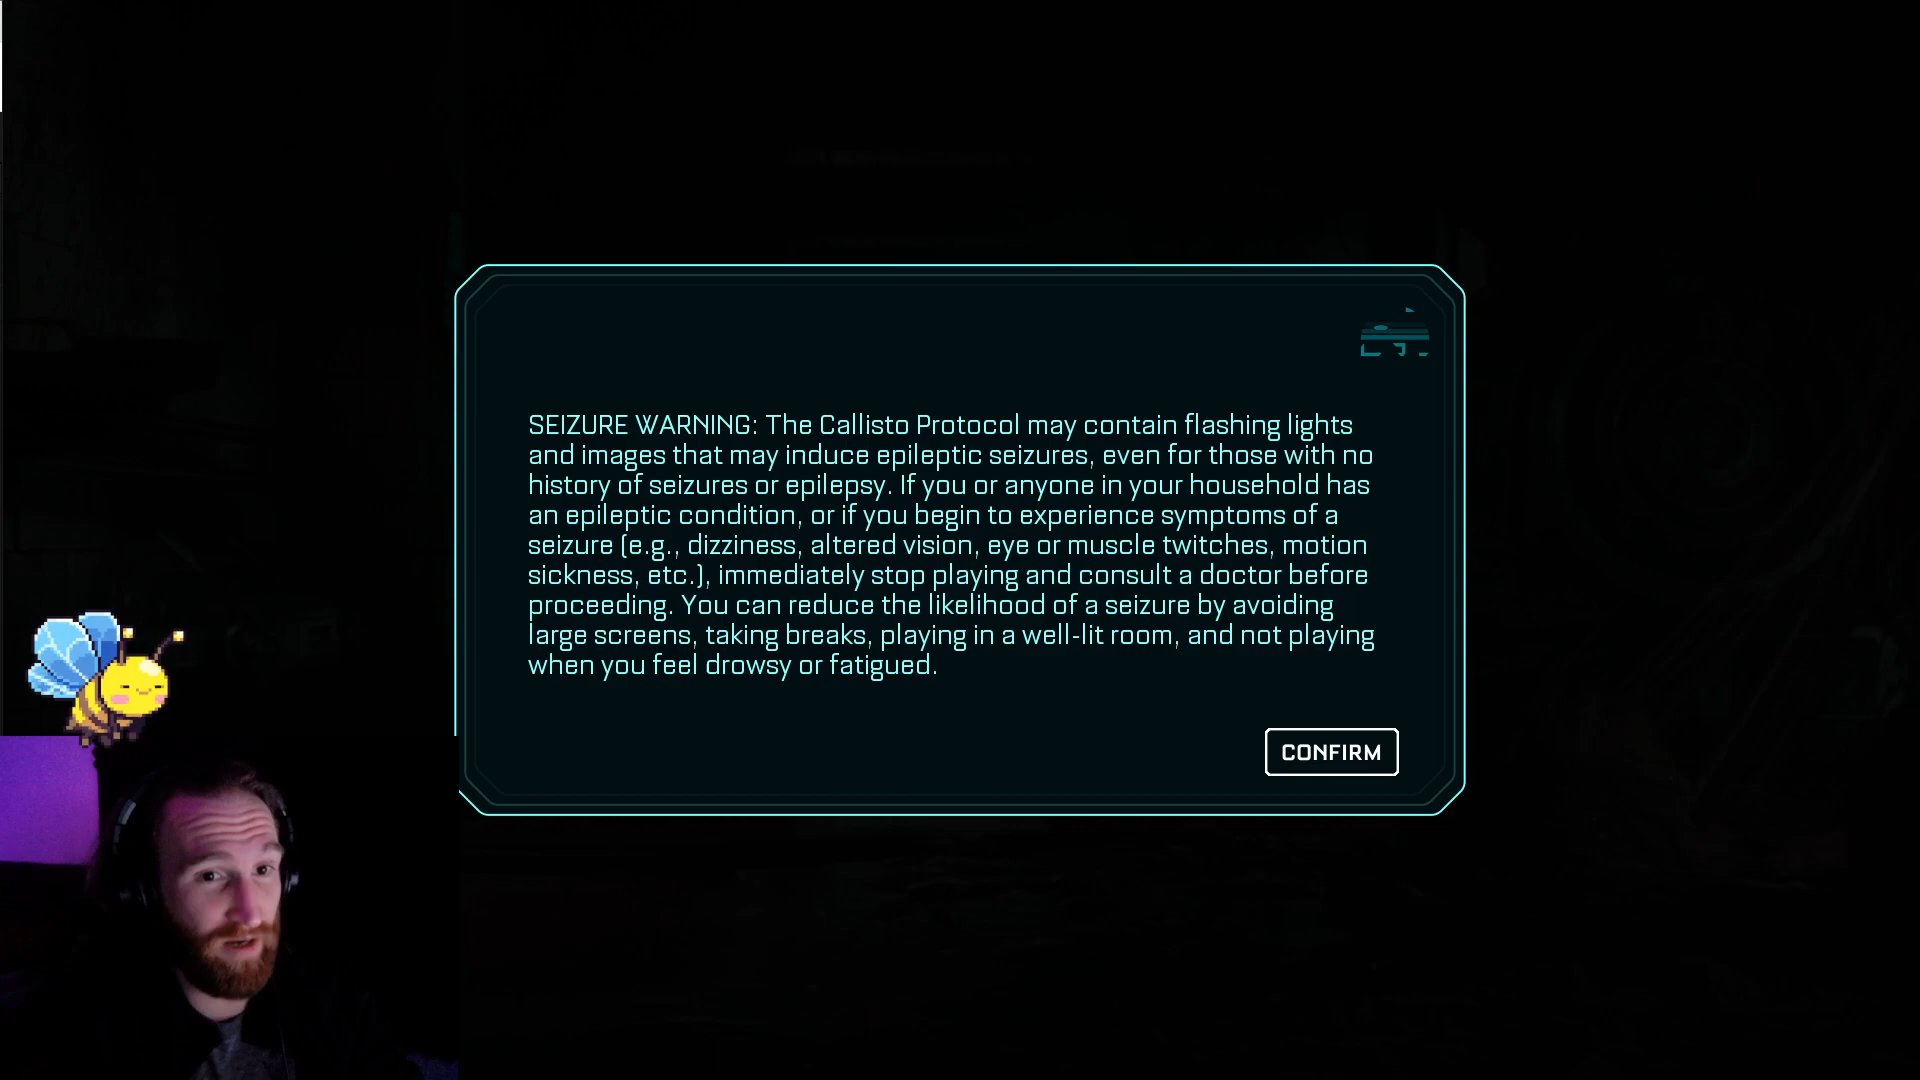 SEIZURE WARNING: The Callisto Protocol may contain flashing lights
and images that may induce epileptic seizures, even for those with no
history of seizures or epilepsy. If you or anyone in your household has
an epileptic condition, or if you begin to experience symptoms of a
seizure (e.g., dizziness, altered vision, eye or muscle twitches, motion
sickness, etc.), immediately stop playing and consult a doctor before
proceeding. You can reduce the likelihood of a seizure by avoiding
large screens, taking breaks, playing in a well-lit room, and not playing
when you feel drowsy or fatigued.
CONFIRM